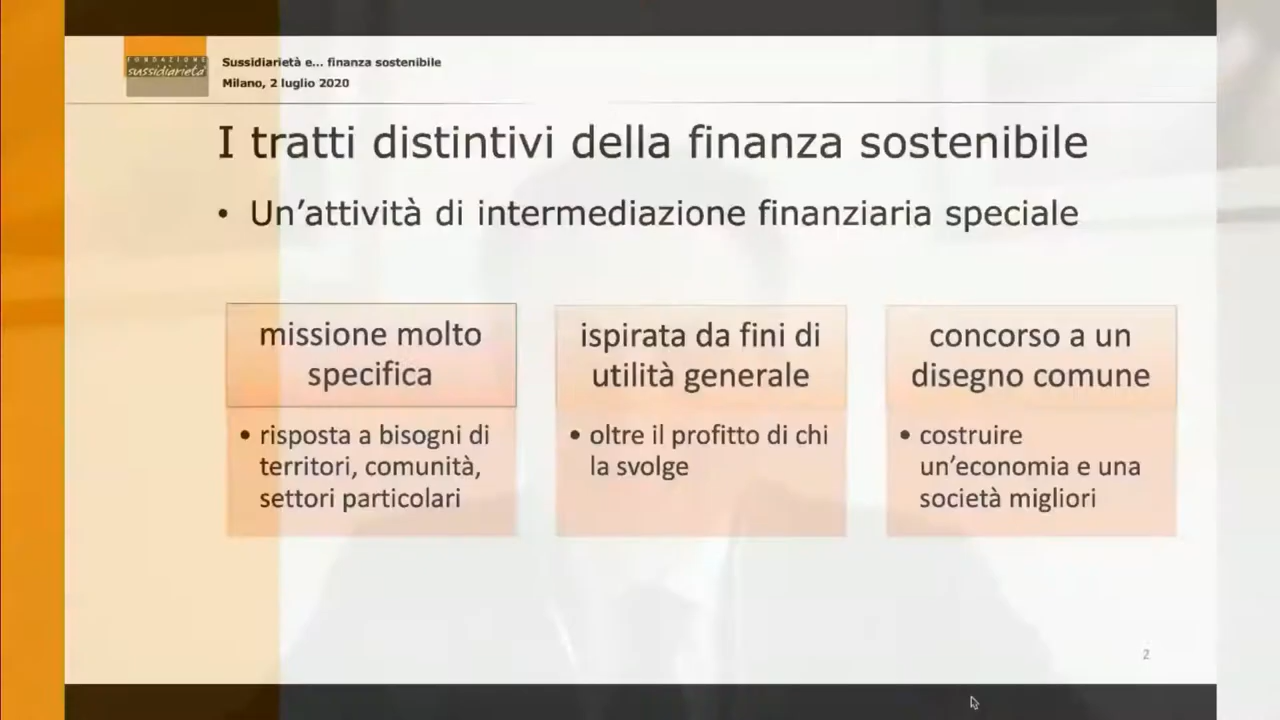 FONDAZIONE
sussidiarietà
Sussidiarietà e... finanza sostenibile
Milano, 2 luglio 2020
I tratti distintivi della finanza sostenibile
• Un’attività di intermediazione finanziaria speciale
missione molto
specifica
• risposta a bisogni di
territori, comunità,
settori particolari
ispirata da fini di
utilità generale
• oltre il profitto di chi
la svolge
concorso a un
disegno comune
• costruire
un’economia e una
società migliori
2